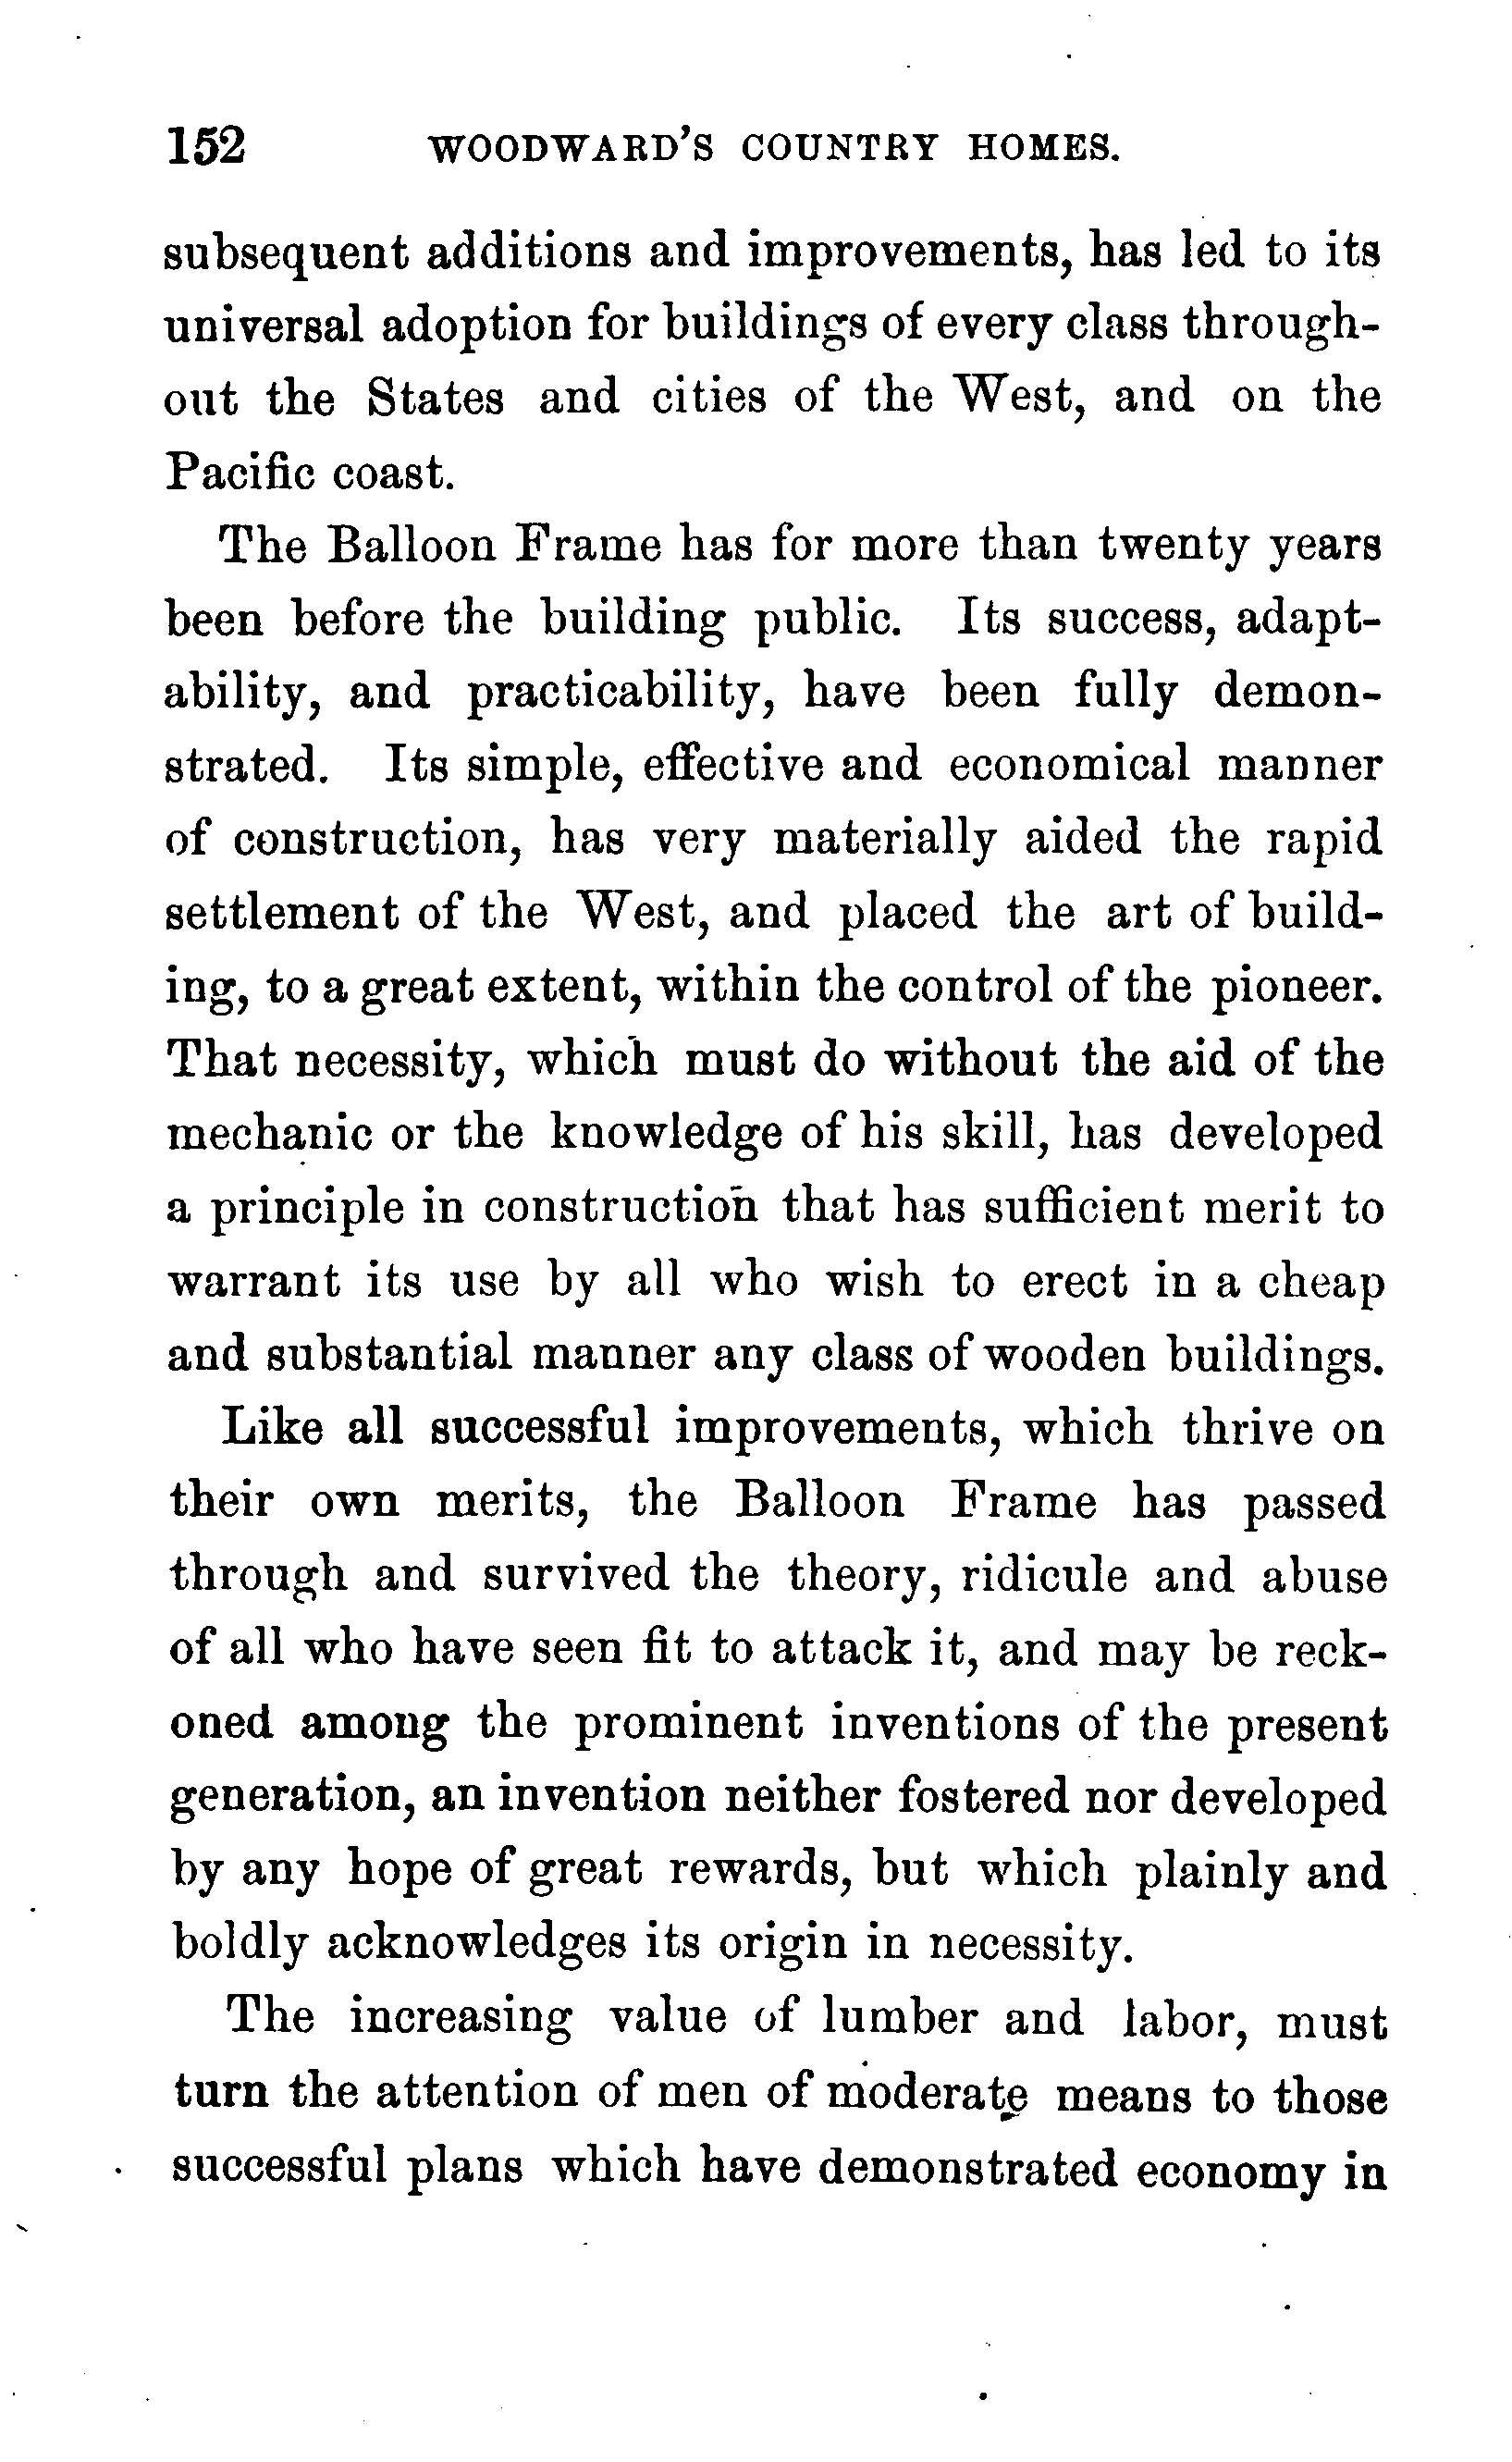 152 WOODWARD'S COUNTRY HOMES.
subsequent additions and improvements, has led to its
universal adoption for buildings of every class through-
out the States and cities of the West, and on the
Pacific coast.
The Balloon Frame has for more than twenty years
been before the building public. Its success, adapt-
ability, and practicability, have been fully demon-
strated. Its simple, effective and economical manner
of construction, has very materially aided the rapid
settlement of the West, and placed the art of build-
ing, to a great extent, within the control of the pioneer.
That necessity, which must do without the aid of the
mechanic or the knowledge of his skill, has developed
a principle in construction that has sufficient merit to
warrant its use by all who wish to erect in a cheap
and substantial manner any class of wooden buildings.
Like all successful improvements, which thrive on
their own merits, the Balloon Frame has passed
through and survived the theory, ridicule and abuse
of all who have seen fit to attack it, and may be reck-
oned among the prominent inventions of the present
generation, an invention neither fostered nor developed
by any hope of great rewards, but which plainly and
boldly acknowledges its origin in necessity.
The increasing value of lumber and labor, must
turn the attention of men of moderate means to those
successful plans which have demonstrated economy in